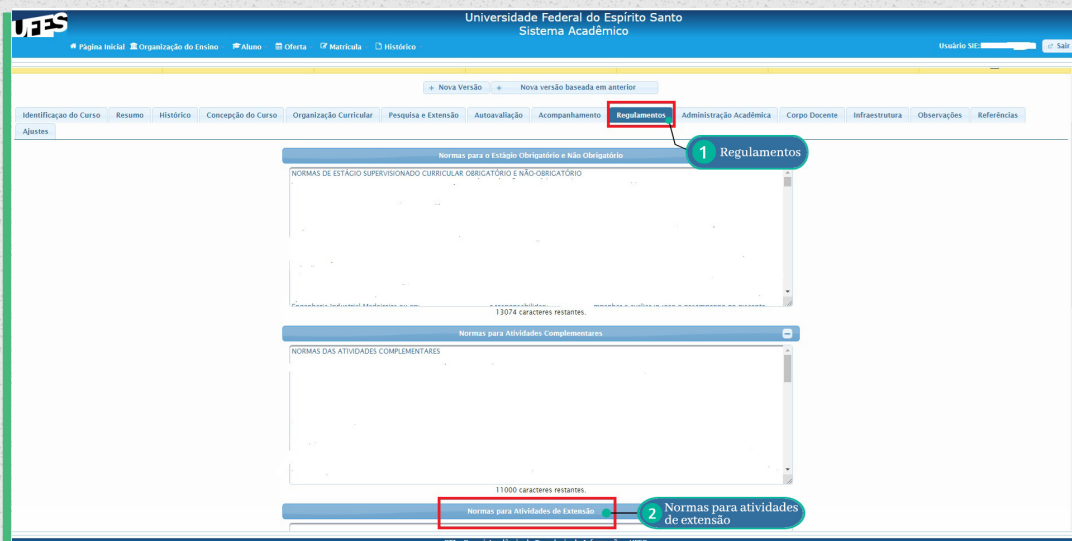 UFES
Universidade Federal do Espírito Santo
Sistema Acadêmico
Página Inicial Organização do Ensino Aluno Oferta Matrícula Histórico Usuário SIE: Sair
+ Nova Versão + Nova versão baseada em anterior
Identificaçao do Curso Resumo Histórico Concepção do Curso Organização Curricular Pesquisa e Extensão Autoavaliação Acompanhamento Regulamentos Administração Acadêmica Corpo Docente Infraestrutura Observações Referências
Ajustes
1 Regulamentos
Normas para o Estágio Obrigatório e Não Obrigatório
NORMAS DE ESTÁGIO SUPERVISIONADO CURRICULAR OBRIGATÓRIO E NÃO-OBRIGATÓRIO
13074 caracteres restantes.
Normas para Atividades Complementares
NORMAS DAS ATIVIDADES COMPLEMENTARES
11000 caracteres restantes.
Normas para Atividades de Extensão
2 Normas para atividades
de extensão